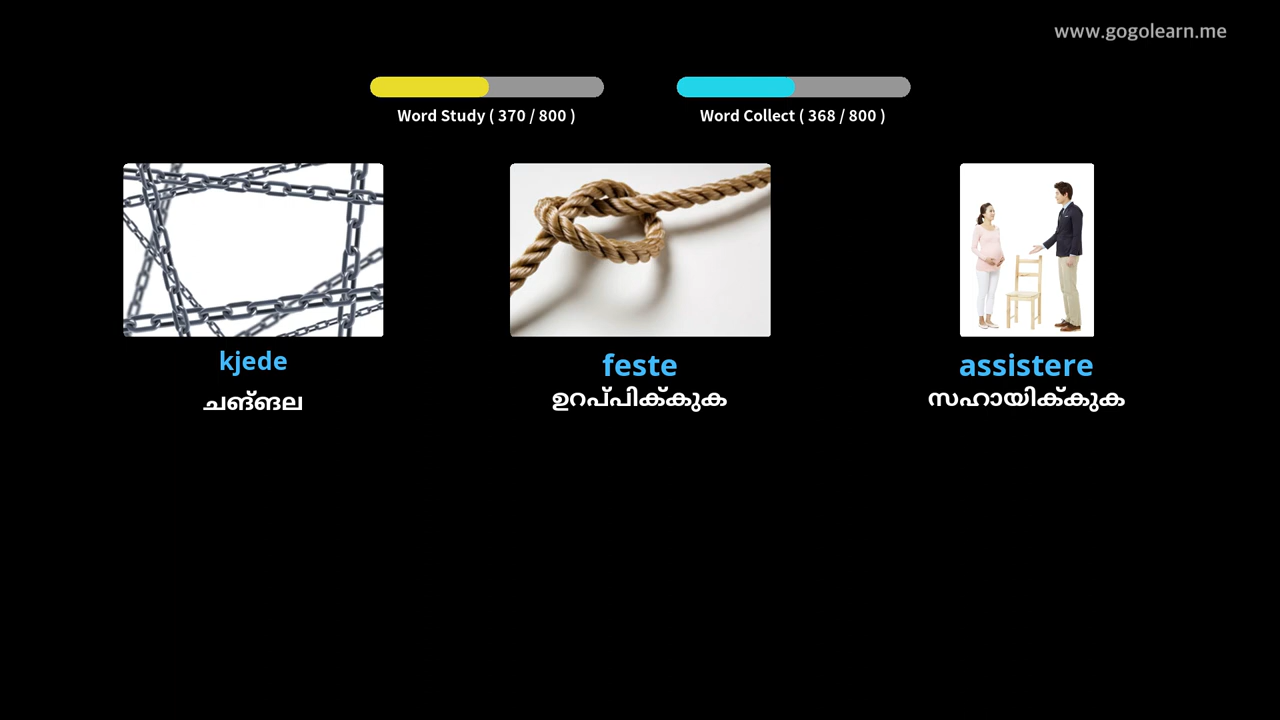 www.gogolearn.me
Word Study ( 370 / 800 )
Word Collect ( 368 / 800 )
kjede
feste
assistere
ചങ്ങല
ഉറപ്പിക്കുക
സഹായിക്കുക